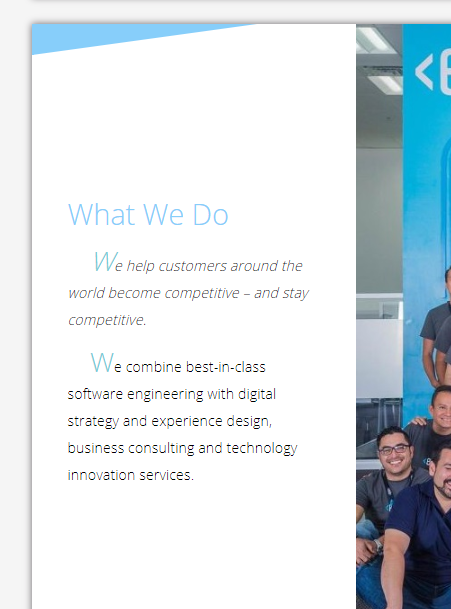 What We Do
We help customers around the
world become competitive – and stay
competitive.
We combine best-in-class
software engineering with digital
strategy and experience design,
business consulting and technology
innovation services.